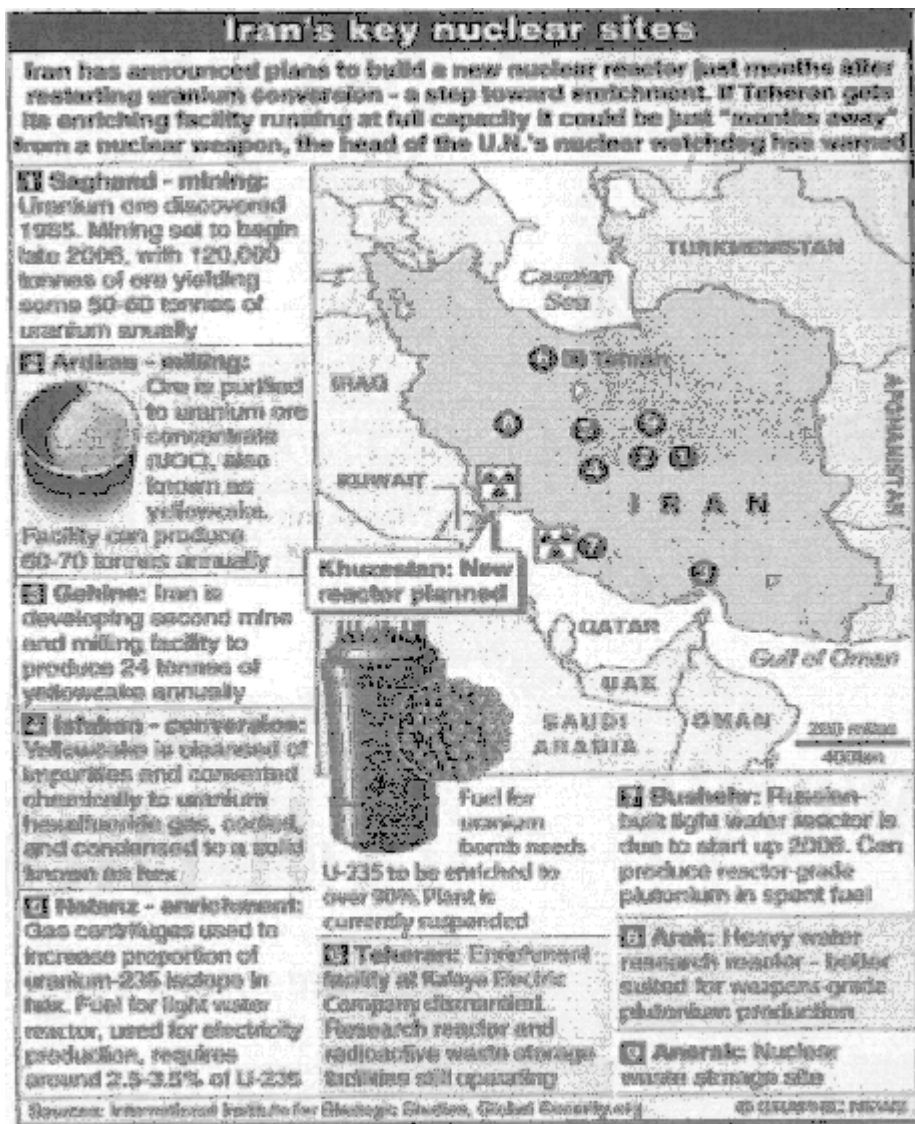 Iran's key nuclear sites
Iran has announced plans to build a new nuclear reactor just months after
restarting uranium conversion - a step toward enrichment. If Teheran gets
its enriching facility running at full capacity it could be just "months away"
from a nuclear weapon, the head of the U.N.'s nuclear watchdog has warned
1 Saghand - mining:
Uranium ore discovered
1985. Mining set to begin
late 2006, with 120,000
tonnes of ore yielding
some 50-60 tonnes of
uranium anually
2 Ardkan - milling:
Ore is purified
to uranium ore
concentrate
(UOC), also
known as
yellowcake.
Facility can produce
60-70 tonnes annually
3 Gchine: Iran is
developing second mine
and milling facility to
produce 24 tonnes of
yellowcake annually
4 Isfahan - conversion:
Yellowcake is cleansed of
impurities and converted
chemically to uranium
hexafluoride gas, cooled,
and condensed to a solid
known as hex
5 Natanz - enrichment:
Gas centrifuges used to
increase proportion of
uranium-235 isotope in
hex. Fuel for light water
reactor, used for electricity
production, requires
around 2.5-3.5% of U-235
TURKMENISTAN
Caspian
Sea
Tehran
IRAQ
AFGHANISTAN
KUWAIT
IRAN
Khuzestan: New
reactor planned
QATAR
Gulf of Oman
UAE
SAUDI
ARABIA
OMAN
250 miles
400km
Fuel for
uranium
bomb needs
U-235 to be enriched to
over 90%. Plant is
currently suspended
6 Teheran: Enrichment
facility at Kalaye Electric
Company dismantled.
Research reactor and
radioactive waste storage
facilities still operating
7 Bushehr: Russian-
built light water reactor is
due to start up 2006. Can
produce reactor-grade
plutonium in spent fuel
8 Arak: Heavy water
research reactor - better
suited for weapons-grade
plutonium production
9 Anarak: Nuclear
waste storage site
Sources: International Institute for Strategic Studies, Global Security.org
© GRAPHIC NEWS